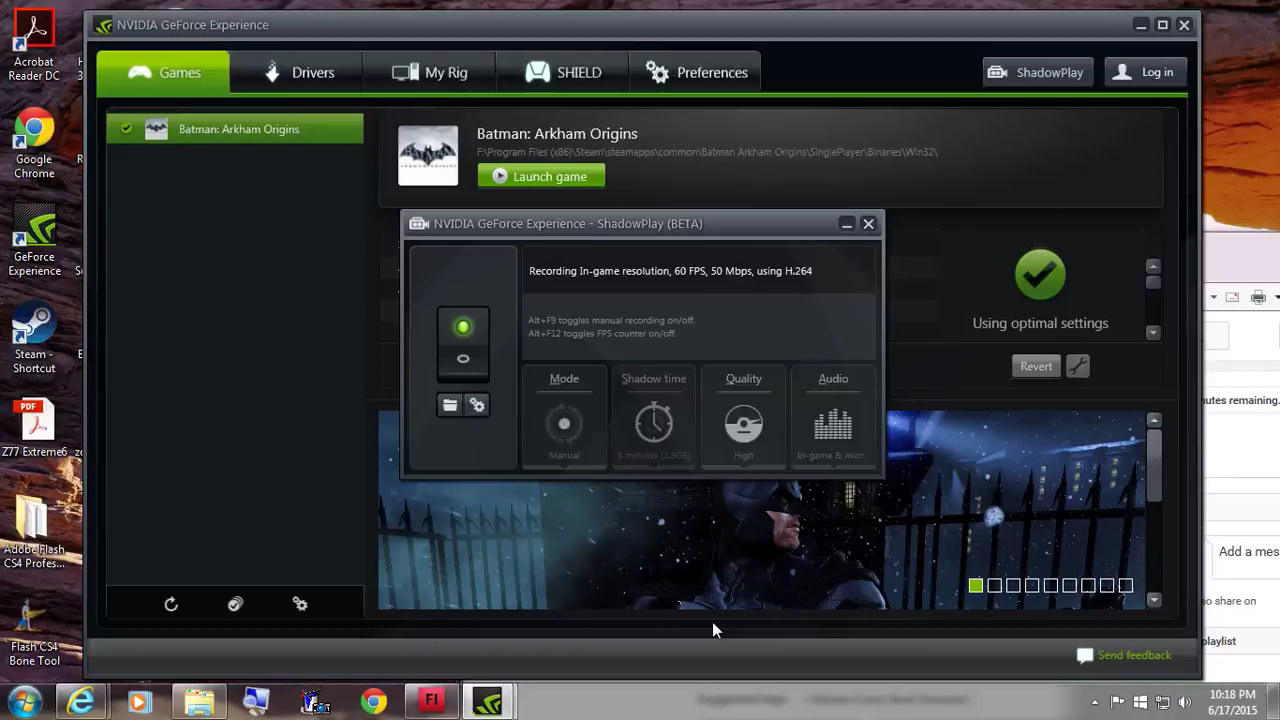 NVIDIA GeForce Experience
Games
Drivers
My Rig
SHIELD
Preferences
ShadowPlay
Log in
Batman: Arkham Origins
Batman: Arkham Origins
F:\Program Files (x86)\Steam\steamapps\common\Batman Arkham Origins\SinglePlayer\Binaries\Win32\
Launch game
NVIDIA GeForce Experience - ShadowPlay (BETA)
Recording In-game resolution, 60 FPS, 50 Mbps, using H.264
Alt+F9 toggles manual recording on/off.
Alt+F12 toggles FPS counter on/off.
Mode
Shadow time
Quality
Audio
Manual
5 minutes (1.9GB)
High
In-game & micr...
Using optimal settings
Revert
Send feedback
Acrobat
Reader DC
Google
Chrome
GeForce
Experience
Steam -
Shortcut
PDF
Z77 Extreme6
Adobe Flash
CS4 Profes...
Flash CS4
Bone Tool
nutes remaining.
Add a mes
so share on
playlist
Fl
10:18 PM
6/17/2015